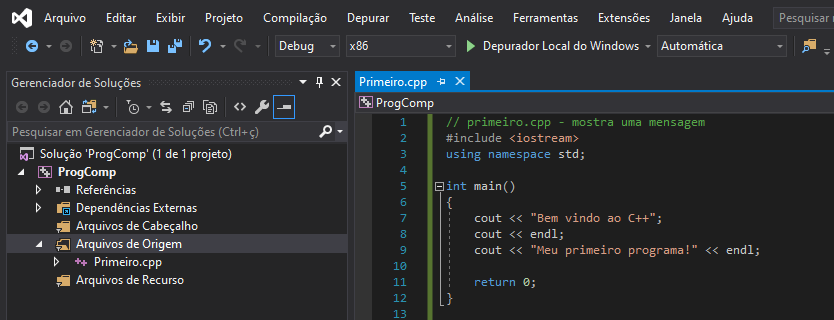 Arquivo Editar Exibir Projeto Compilação Depurar Teste Análise Ferramentas Extensões Janela Ajuda Pesquisar
Debug x86 Depurador Local do Windows Automática
Gerenciador de Soluções
Pesquisar em Gerenciador de Soluções (Ctrl+ç)
Solução 'ProgComp' (1 de 1 projeto)
ProgComp
Referências
Dependências Externas
Arquivos de Cabeçalho
Arquivos de Origem
Primeiro.cpp
Arquivos de Recurso
Primeiro.cpp
ProgComp
1 // primeiro.cpp - mostra uma mensagem
2 #include <iostream>
3 using namespace std;
4
5 int main()
6 {
7 cout << "Bem vindo ao C++";
8 cout << endl;
9 cout << "Meu primeiro programa!" << endl;
10
11 return 0;
12 }
13